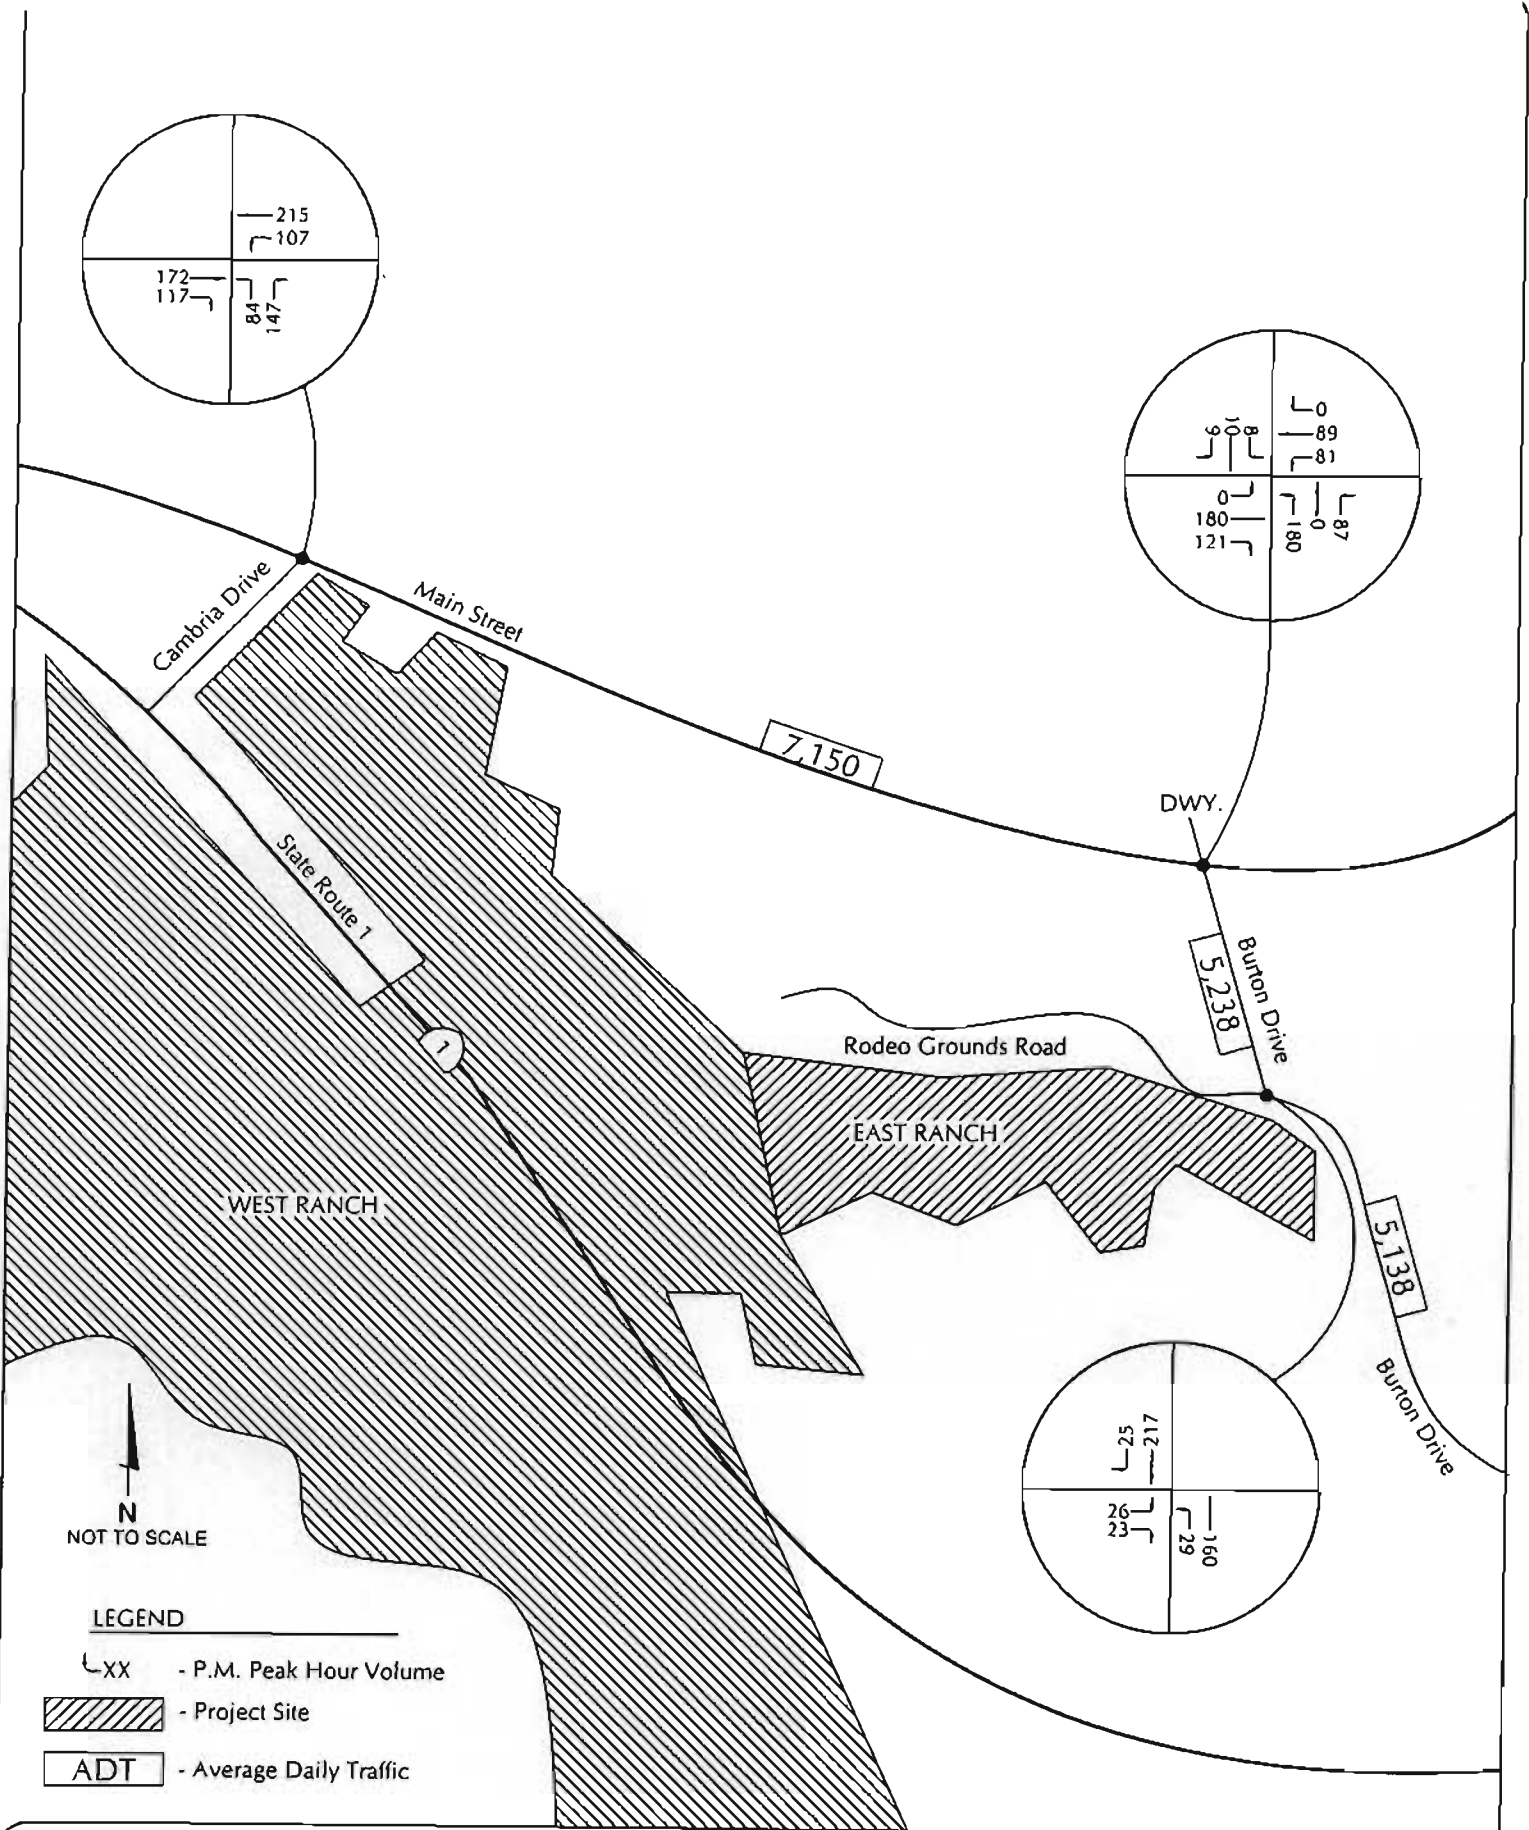 215
107
172
117
84
147
0
89
81
9
10
8
0
180
121
180
0
87
Cambria Drive
Main Street
7,150
DWY.
State Route 1
5,238
Burton Drive
1
Rodeo Grounds Road
EAST RANCH
WEST RANCH
5,138
Burton Drive
25
217
26
23
29
160
N
NOT TO SCALE
LEGEND
XX - P.M. Peak Hour Volume
- Project Site
ADT - Average Daily Traffic